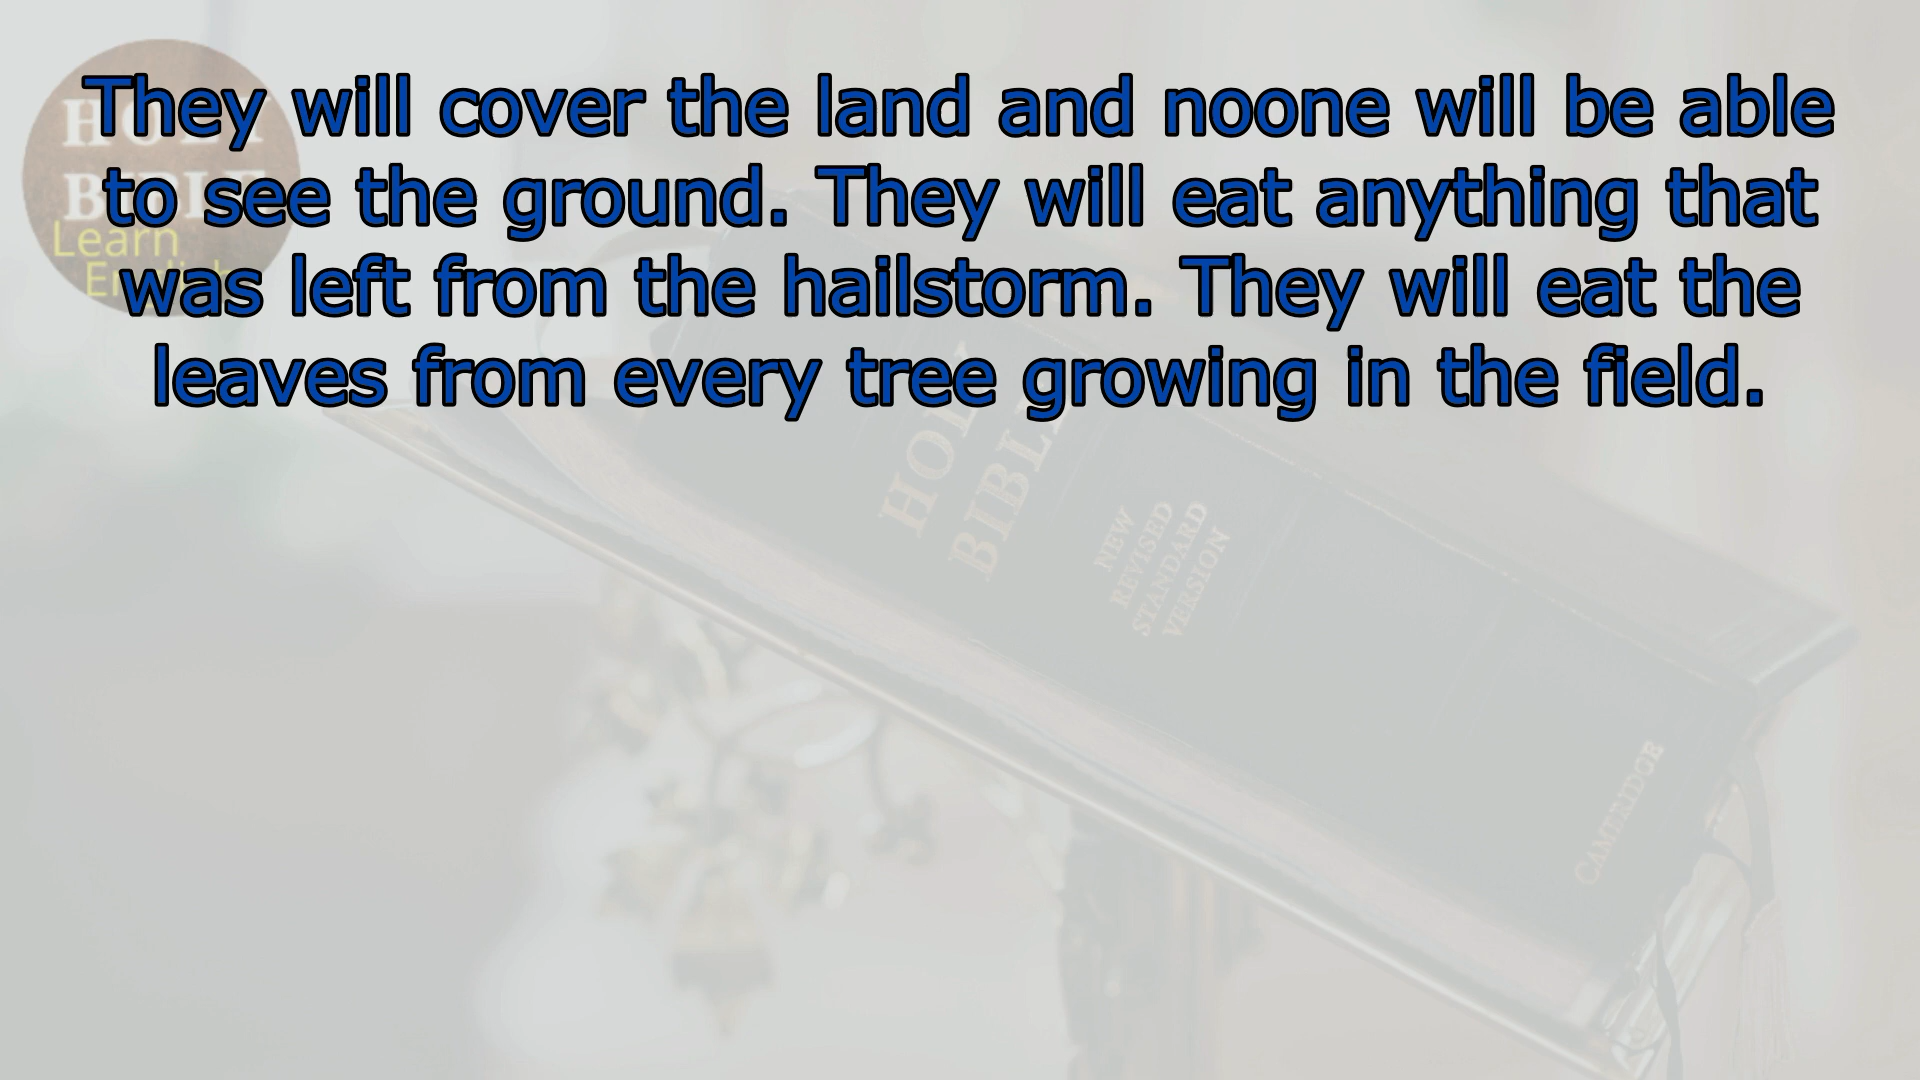 They will cover the land and noone will be able
to see the ground. They will eat anything that
was left from the hailstorm. They will eat the
leaves from every tree growing in the field.
HOLY
BIBLE
Learn
English
HOLY
BIBLE
NEW
REVISED
STANDARD
VERSION
CAMBRIDGE